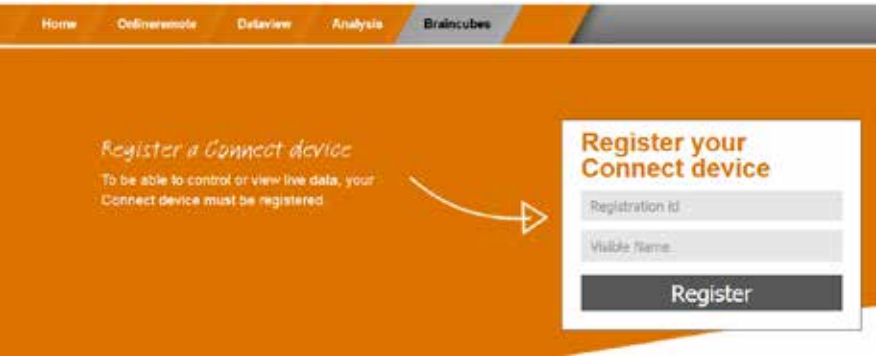 Home Onlineremote Dataview Analysis Braincubes
Register a Connect device
To be able to control or view live data, your
Connect device must be registered
Register your
Connect device
Registration id
Visible Name
Register